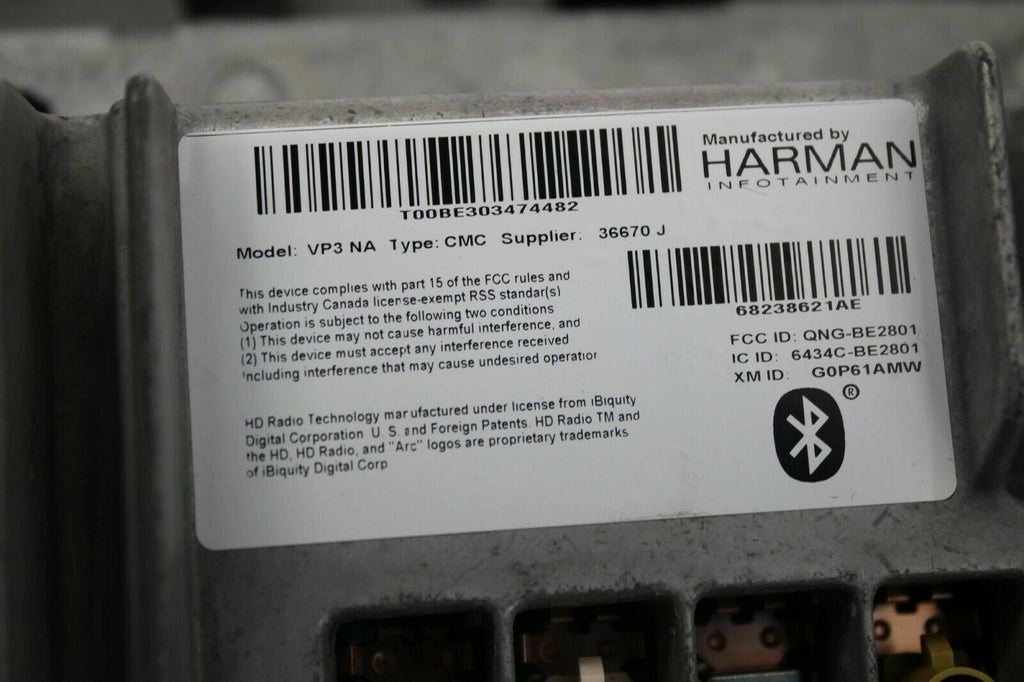 T00BE303474482
Manufactured by
HARMAN
INFOTAINMENT
Model: VP3 NA Type: CMC Supplier: 36670 J
68238621AE
This device complies with part 15 of the FCC rules and
with Industry Canada license-exempt RSS standar(s)
Operation is subject to the following two conditions
(1) This device may not cause harmful interference, and
(2) This device must accept any interference received
including interference that may cause undesired operation
FCC ID: QNG-BE2801
IC ID: 6434C-BE2801
XM ID: G0P61AMW
®
HD Radio Technology manufactured under license from iBiquity
Digital Corporation U.S. and Foreign Patents. HD Radio TM and
the HD, HD Radio, and "Arc" logos are proprietary trademarks
of iBiquity Digital Corp